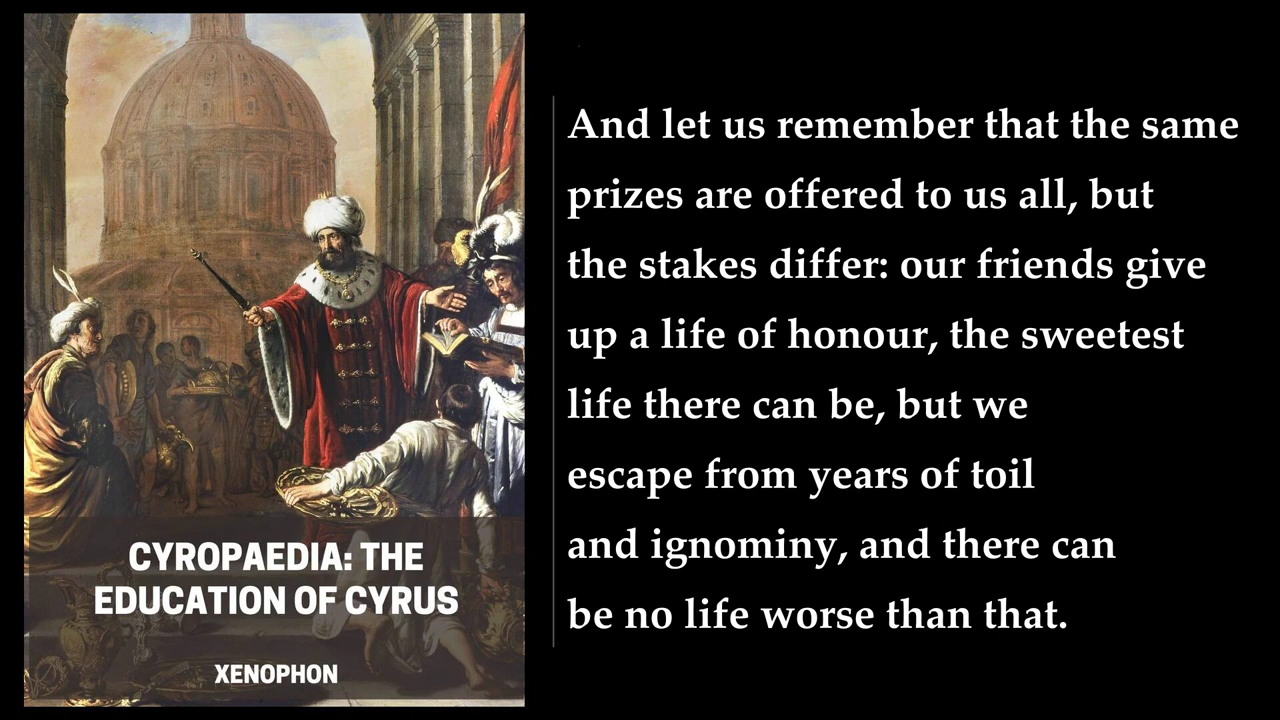 CYROPAEDIA: THE
EDUCATION OF CYRUS
XENOPHON
And let us remember that the same
prizes are offered to us all, but
the stakes differ: our friends give
up a life of honour, the sweetest
life there can be, but we
escape from years of toil
and ignominy, and there can
be no life worse than that.